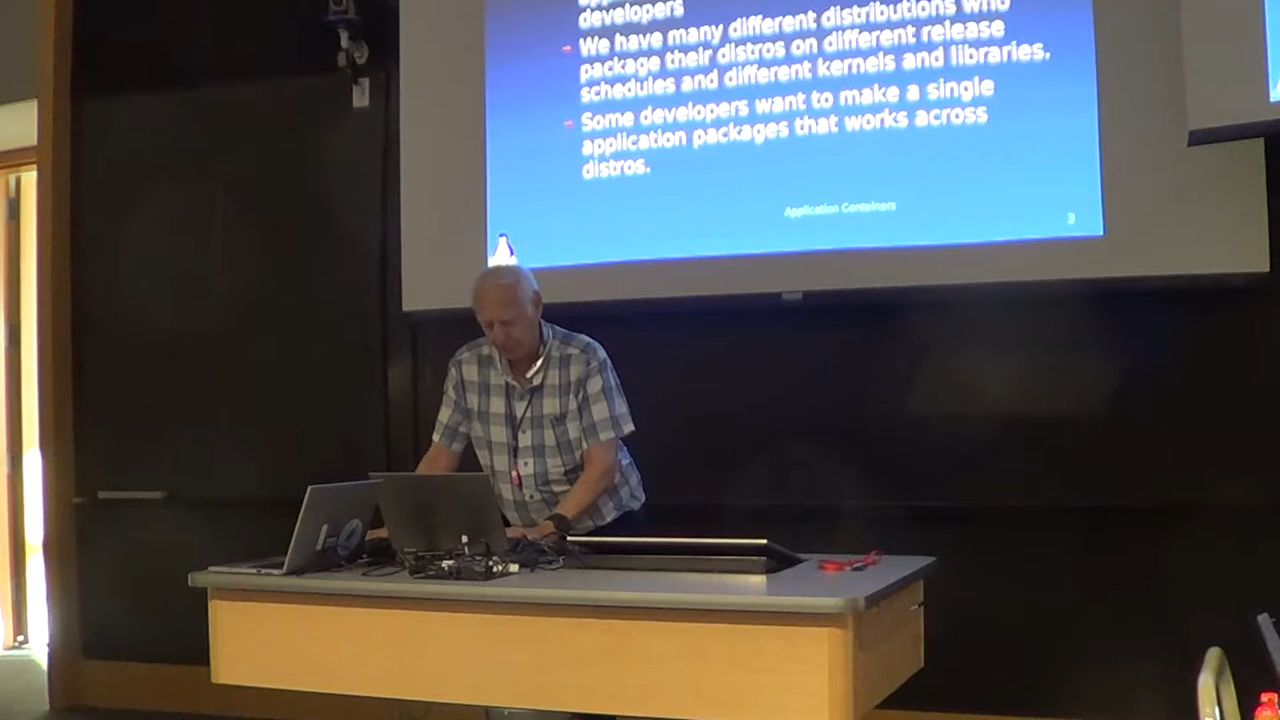 developers
We have many different distributions who
package their distros on different release
schedules and different kernels and libraries.
Some developers want to make a single
application packages that works across
distros.
Application Containers
3